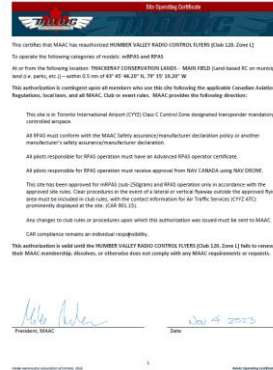 Site Operating Certificate
MAAC
This certifies that MAAC has reauthorized HUMBER VALLEY RADIO CONTROL FLYERS [Club 120, Zone L]
To operate the following categories of models: mRPAS and RPAS
At or from the following location: THACKERAY CONSERVATION LANDS – MAIN FIELD (Land-based RC on municip
land (i.e. parks, etc.)) – within 0.5 nm of 43° 45' 46.20" N, 79° 35' 26.20" W
This authorization is contingent upon all members who use this site following the applicable Canadian Aviation
Regulations, local laws, and all MAAC, Club or event rules. MAAC provides the following direction:
This site is in Toronto International Airport (CYYZ) Class C Control Zone designated transponder mandatory
controlled airspace.
All RPAS must conform with the MAAC Safety assurance/manufacturer declaration policy or another
manufacturer's safety assurance/manufacturer declaration.
All pilots responsible for RPAS operation must have an Advanced RPAS operator certificate.
All pilots responsible for RPAS operation must receive approval from NAV CANADA using NAV DRONE.
This site has been approved for mRPAS (sub-250grams) and RPAS operation only in accordance with the
approved site rules. Clear procedures in the event of a lateral or vertical flyaway outside the approved flyin
area must be included in club rules, with the contact information for Air Traffic Services (CYYZ ATC)
prominently displayed at the site. (CAR 901.15).
Any changes to club rules or procedures upon which this authorization was issued must be sent to MAAC.
CAR compliance remains an individual responsibility.
This authorization is valid until the HUMBER VALLEY RADIO CONTROL FLYERS [Club 120, Zone L] fails to renew
their MAAC membership, dissolves, or otherwise does not comply with any MAAC requirements or requests.
Nov 4 2023
President, MAAC
Date
1